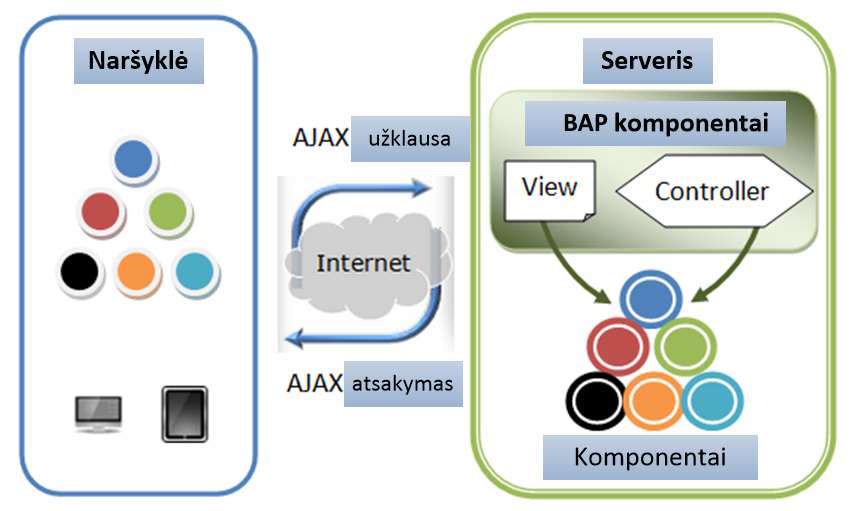 Naršyklė
Serveris
BAP komponentai
AJAX užklausa
View
Controller
Internet
AJAX atsakymas
Komponentai